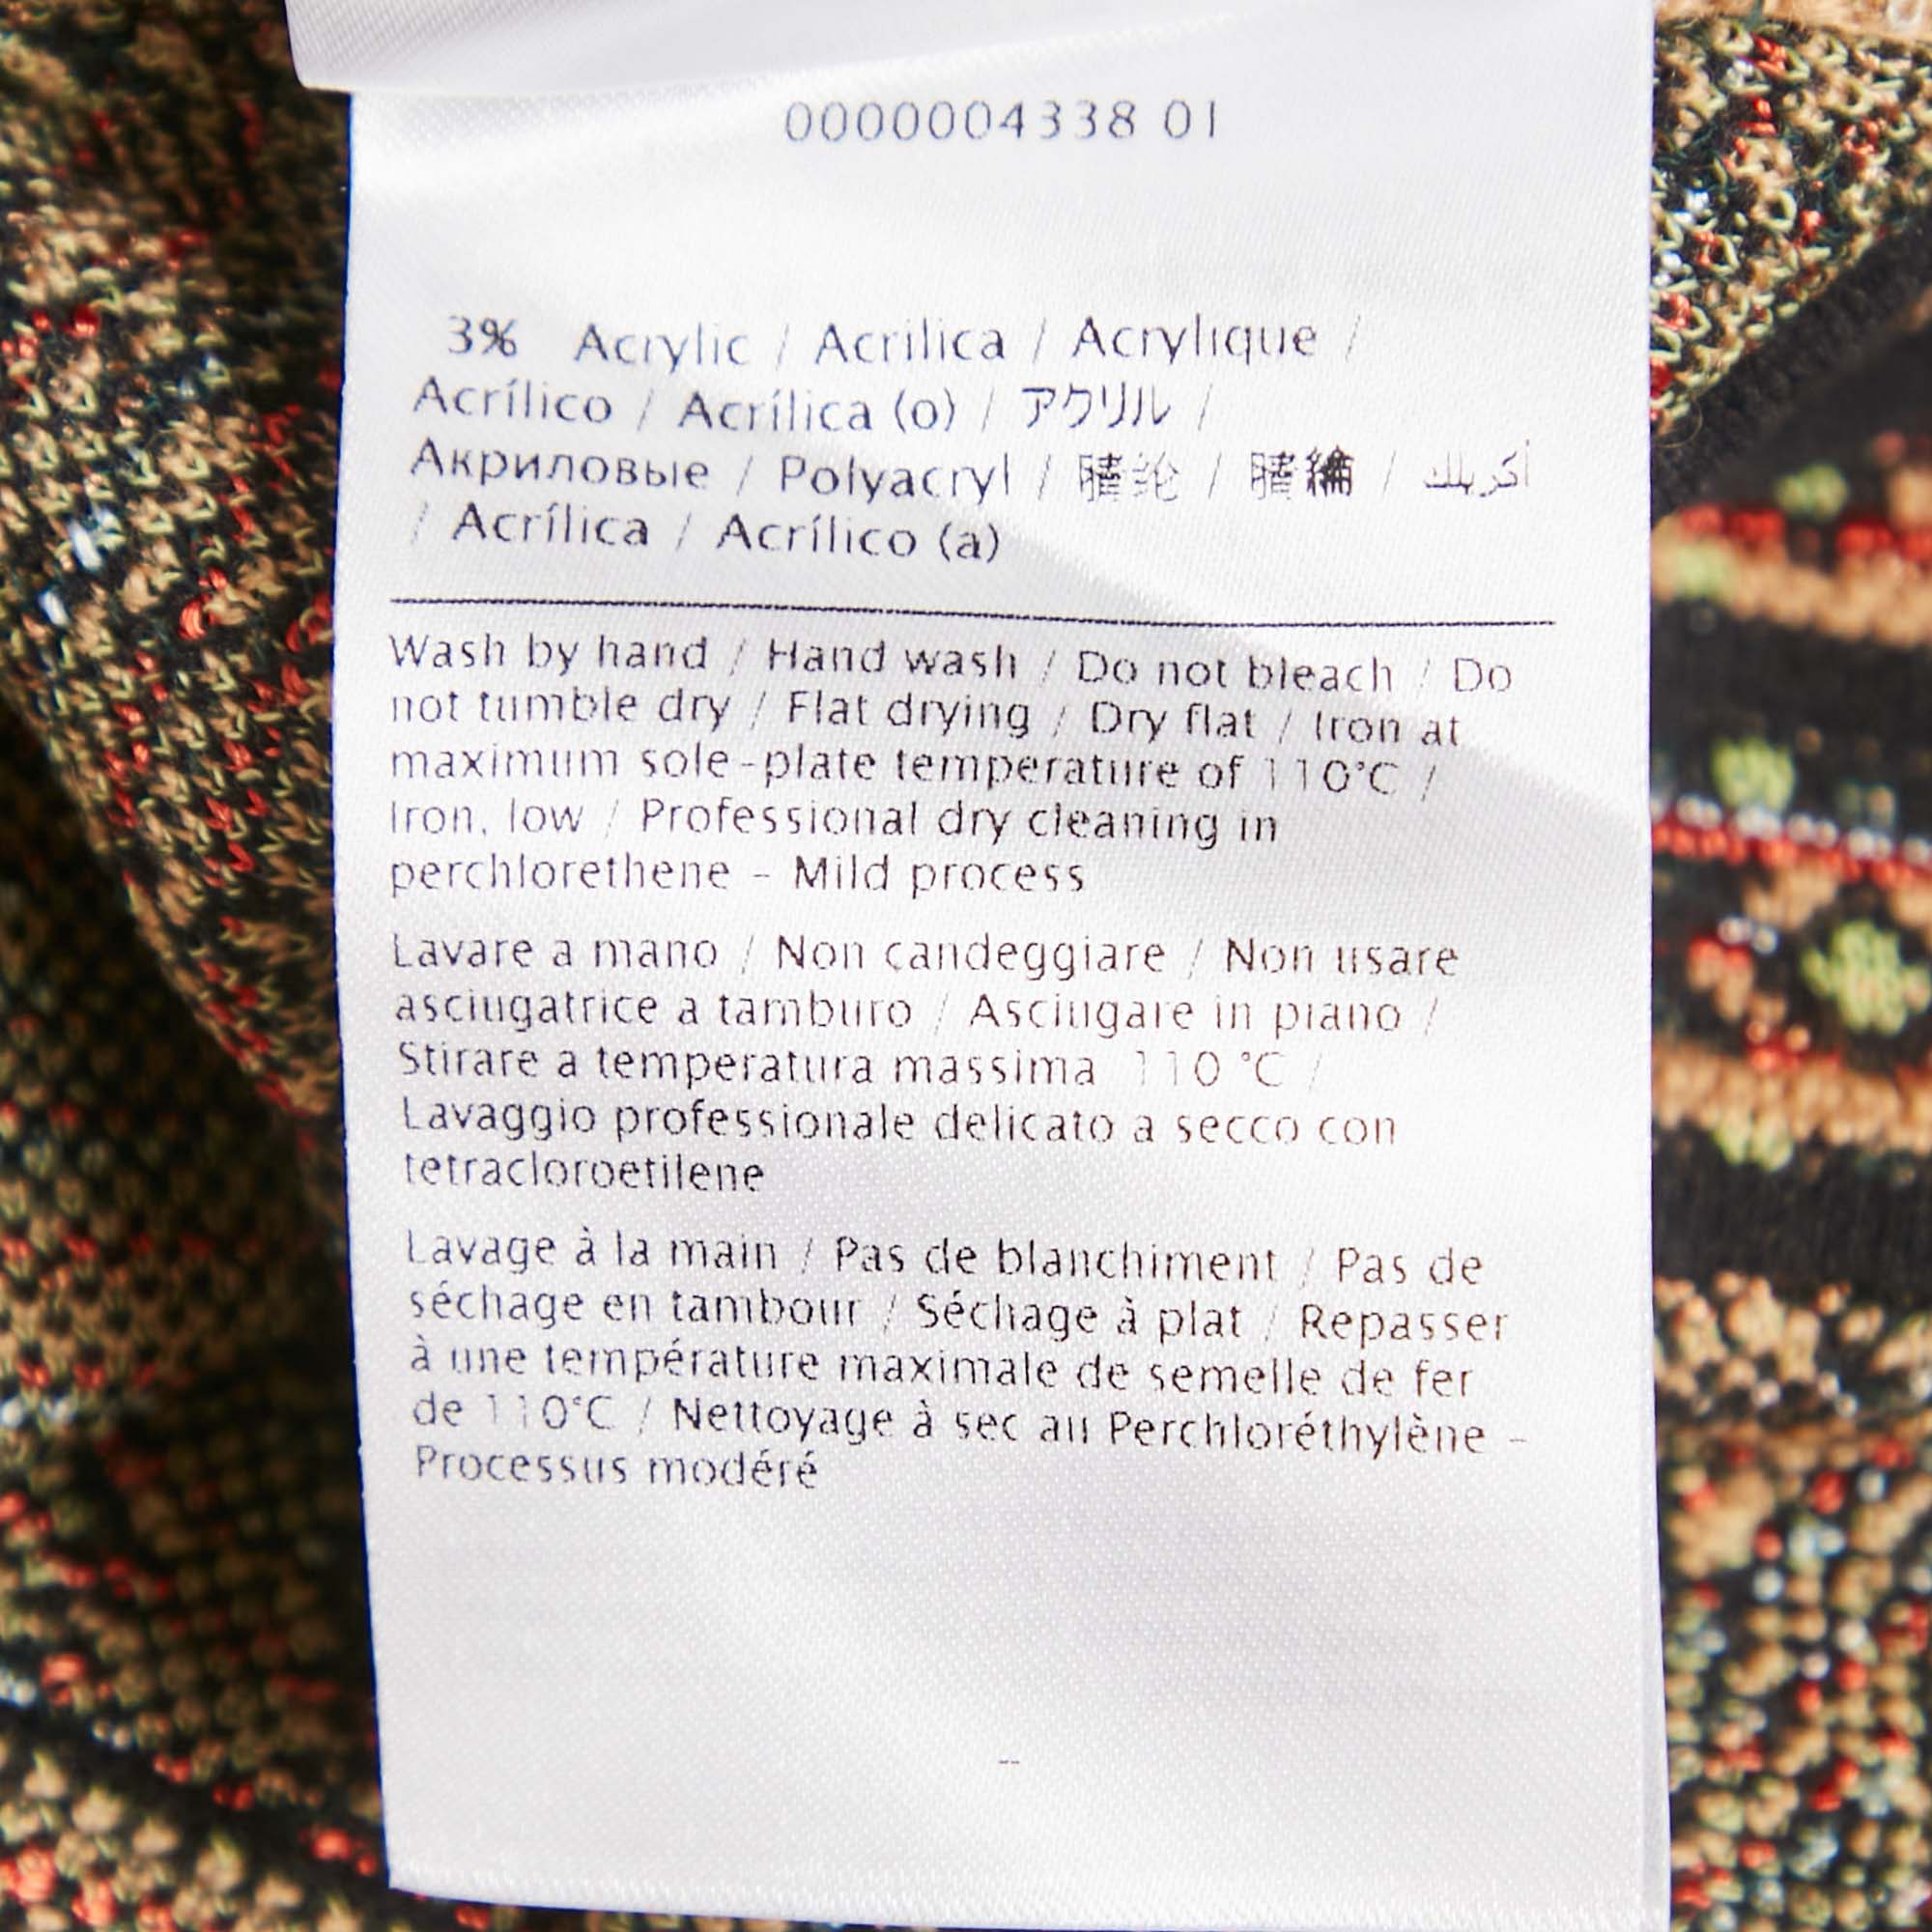 0000004338 01
3% Acrylic / Acrilica / Acrylique /
Acrílico / Acrílica (o) / アクリル /
Акриловые / Polyacryl / 腈纶 / 腈綸 / أكريلك
/ Acrílica / Acrílico (a)
Wash by hand / Hand wash / Do not bleach / Do
not tumble dry / Flat drying / Dry flat / Iron at
maximum sole-plate temperature of 110°C /
Iron, low / Professional dry cleaning in
perchlorethene - Mild process
Lavare a mano / Non candeggiare / Non usare
asciugatrice a tamburo / Asciugare in piano /
Stirare a temperatura massima 110 °C /
Lavaggio professionale delicato a secco con
tetracloroetilene
Lavage à la main / Pas de blanchiment / Pas de
séchage en tambour / Séchage à plat / Repasser
à une température maximale de semelle de fer
de 110°C / Nettoyage à sec au Perchloréthylène -
Processus modéré
--